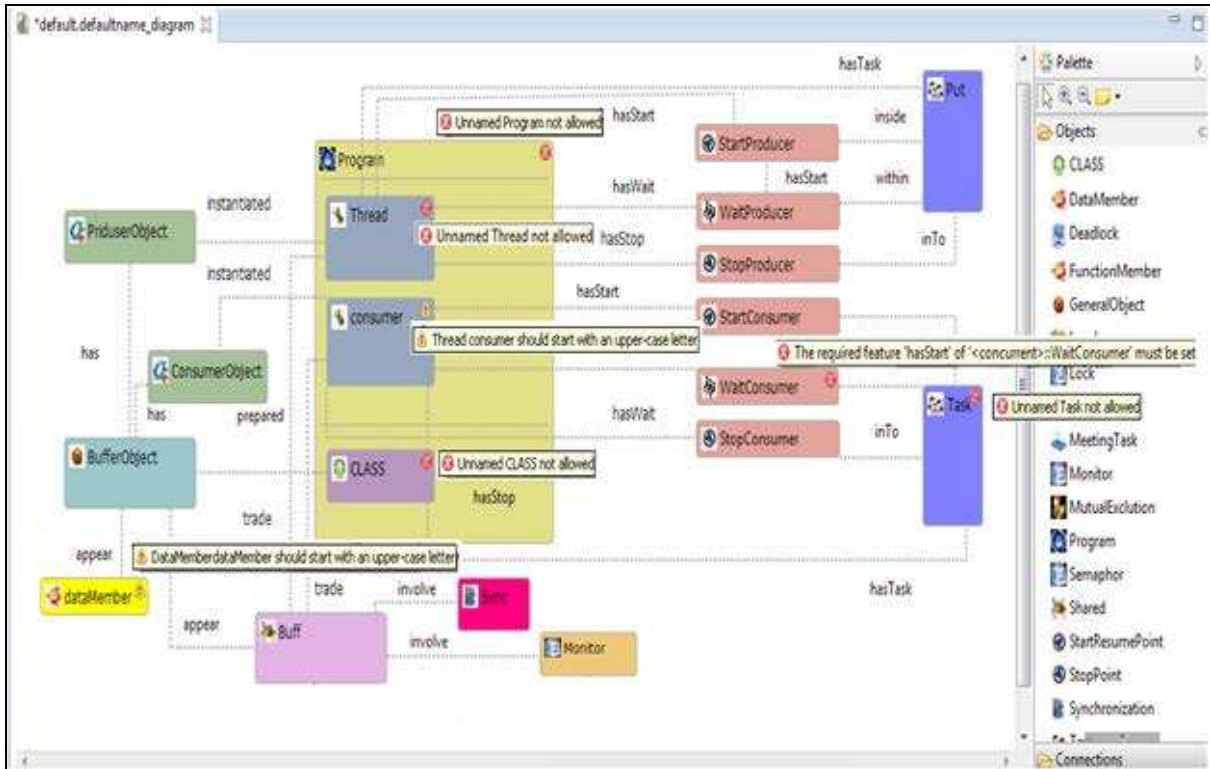 *default.defaultname_diagram
hasTask
Palette
Put
Unnamed Program not allowed
hasStart
inside
Objects
StartProducer
Program
CLASS
hasWait
hasStart
within
instantiated
DataMember
Thread
WaitProducer
PriduserObject
Unnamed Thread not allowed
hasStop
inTo
Deadlock
StopProducer
instantiated
FunctionMember
hasStart
GeneralObject
consumer
StartConsumer
Thread consumer should start with an upper-case letter
has
The required feature 'hasStart' of '<concurrent>::WaitConsumer' must be set
ConsumerObject
WaitConsumer
Lock
Task
Unnamed Task not allowed
has
prepared
hasWait
inTo
StopConsumer
MeetingTask
BufferObject
CLASS
Unnamed CLASS not allowed
Monitor
hasStop
MutualExclution
trade
Program
appear
DataMemberdataMember should start with an upper-case letter
Semaphor
dataMember
trade
involve
Sync
hasTask
Shared
appear
Buff
involve
Monitor
StartResumePoint
StopPoint
Synchronization
Connections